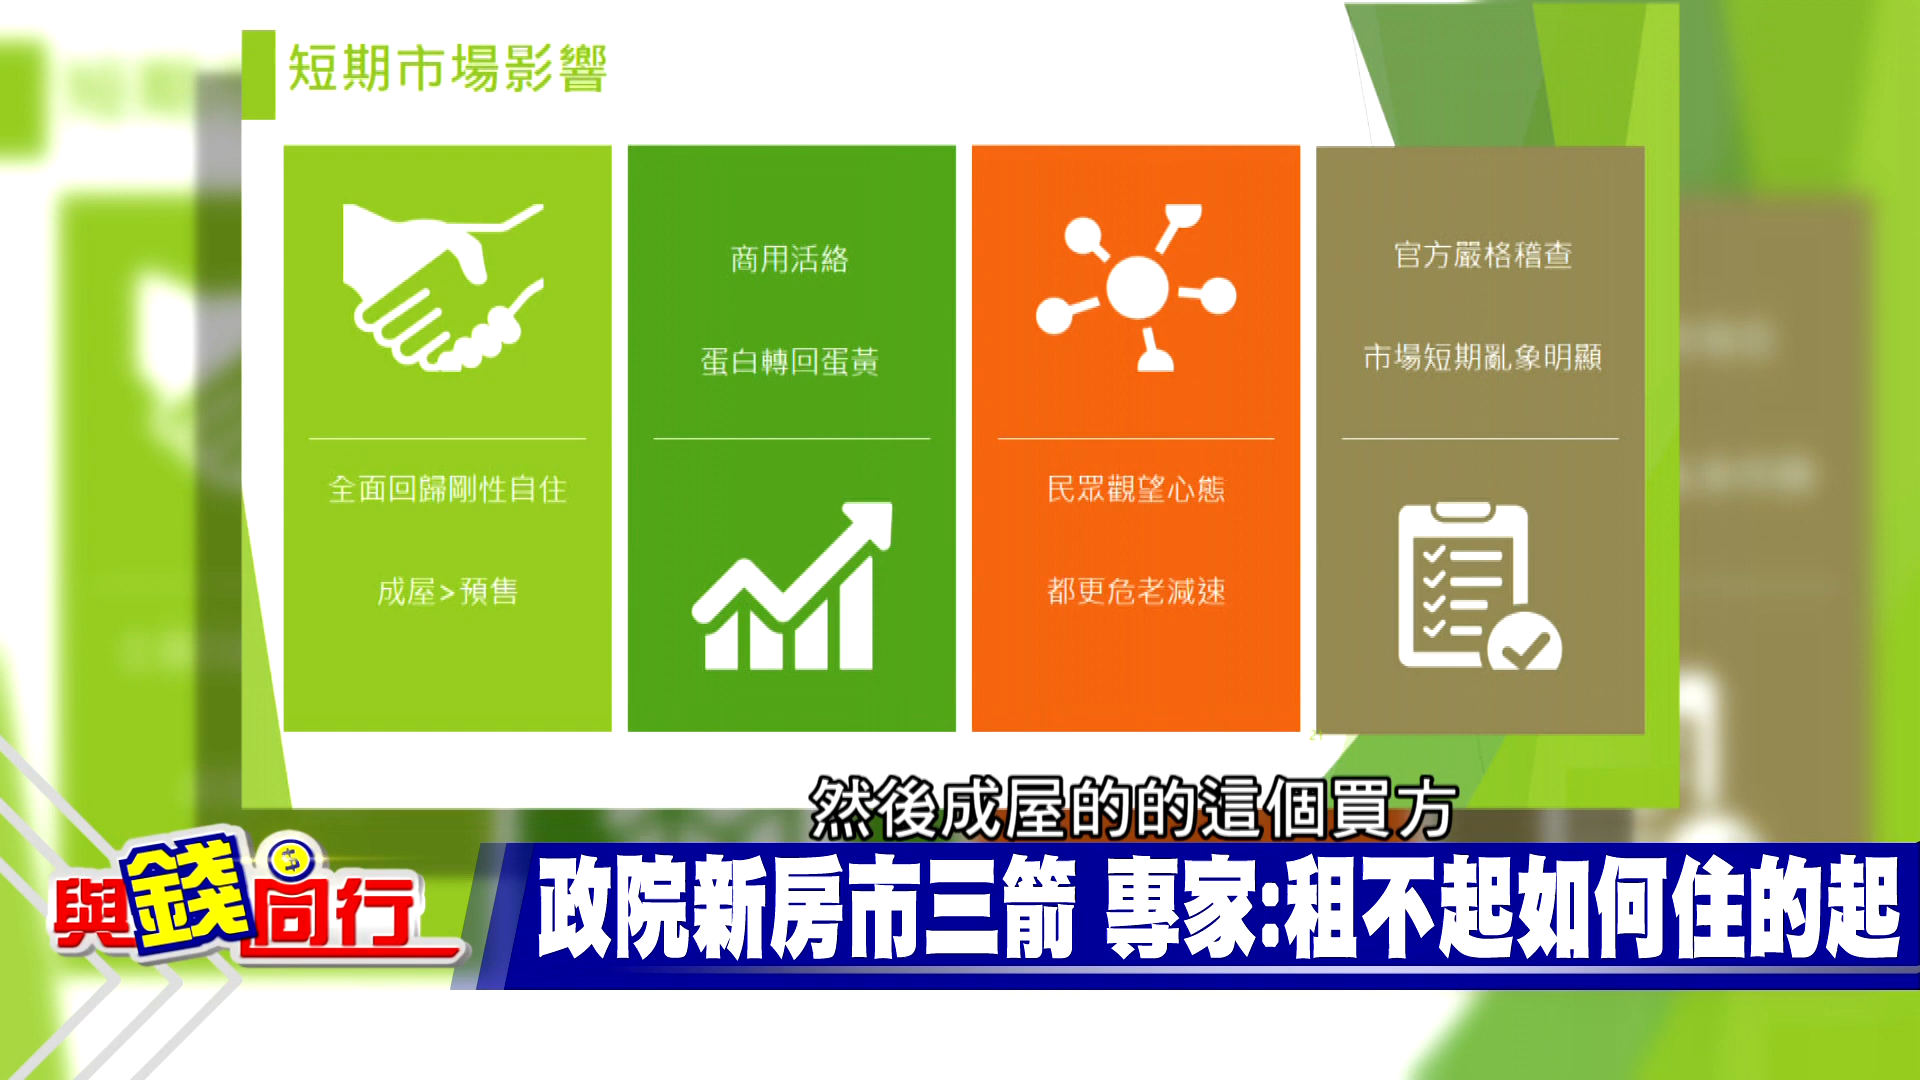 短期市場影響
全面回歸剛性自住
成屋>預售
商用活絡
蛋白轉回蛋黃
民眾觀望心態
都更危老減速
官方嚴格稽查
市場短期亂象明顯
21
然後成屋的的這個買方
與錢同行
政院新房市三箭 專家:租不起如何住的起